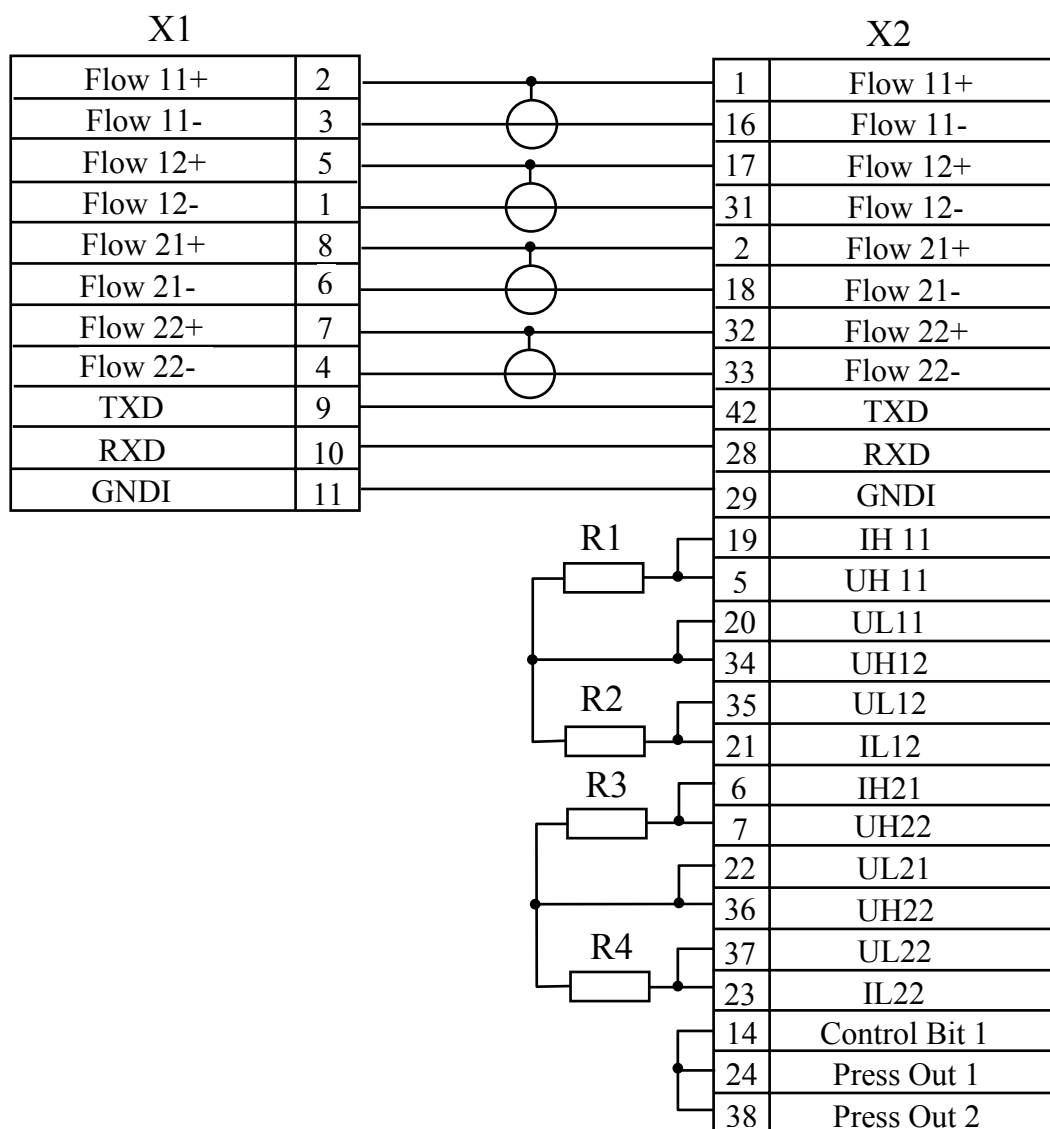 X1
X2
Flow 11+ 2 1 Flow 11+
Flow 11- 3 16 Flow 11-
Flow 12+ 5 17 Flow 12+
Flow 12- 1 31 Flow 12-
Flow 21+ 8 2 Flow 21+
Flow 21- 6 18 Flow 21-
Flow 22+ 7 32 Flow 22+
Flow 22- 4 33 Flow 22-
TXD 9 42 TXD
RXD 10 28 RXD
GNDI 11 29 GNDI
R1 19 IH 11
5 UH 11
20 UL11
34 UH12
R2 35 UL12
21 IL12
R3 6 IH21
7 UH22
22 UL21
36 UH22
R4 37 UL22
23 IL22
14 Control Bit 1
24 Press Out 1
38 Press Out 2